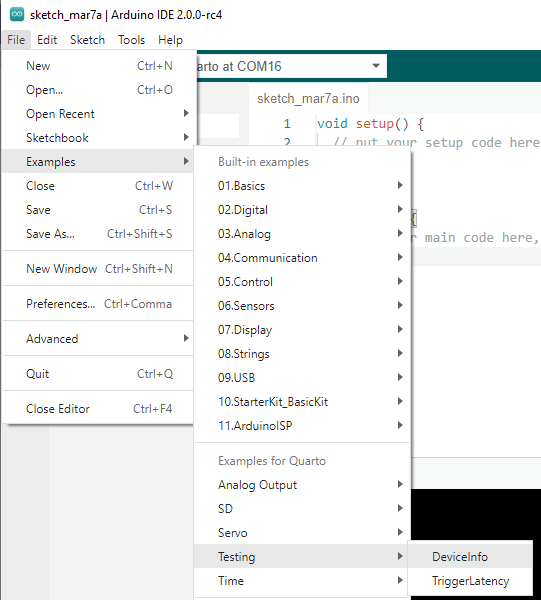 sketch_mar7a | Arduino IDE 2.0.0-rc4
File Edit Sketch Tools Help
New Ctrl+N
Open... Ctrl+O
Open Recent
Sketchbook
Examples
Close Ctrl+W
Save Ctrl+S
Save As... Ctrl+Shift+S
New Window Ctrl+Shift+N
Preferences... Ctrl+Comma
Advanced
Quit Ctrl+Q
Close Editor Ctrl+F4
arto at COM16
sketch_mar7a.ino
1 void setup() {
2 // put your setup code here
{
r main code here,
Built-in examples
01.Basics
02.Digital
03.Analog
04.Communication
05.Control
06.Sensors
07.Display
08.Strings
09.USB
10.StarterKit_BasicKit
11.ArduinoISP
Examples for Quarto
Analog Output
SD
Servo
Testing
Time
DeviceInfo
TriggerLatency